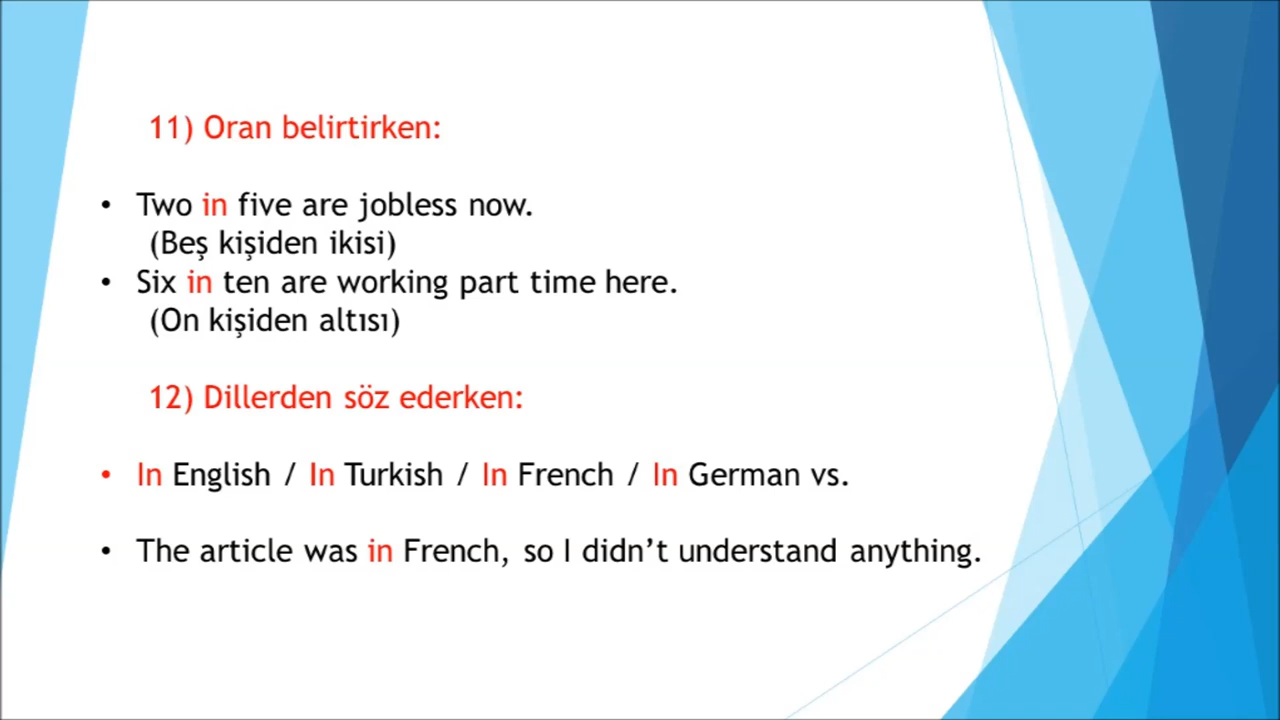 11) Oran belirtirken:
• Two in five are jobless now.
(Beş kişiden ikisi)
• Six in ten are working part time here.
(On kişiden altısı)
12) Dillerden söz ederken:
• In English / In Turkish / In French / In German vs.
• The article was in French, so I didn’t understand anything.